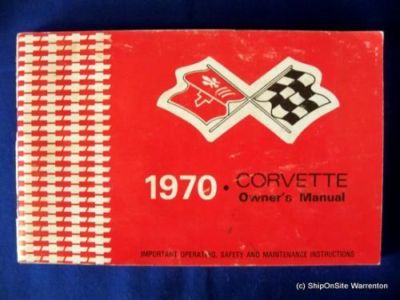 1970 • CORVETTE
Owner's Manual
IMPORTANT OPERATING, SAFETY AND MAINTENANCE INSTRUCTIONS
(c) ShipOnSite Warrenton